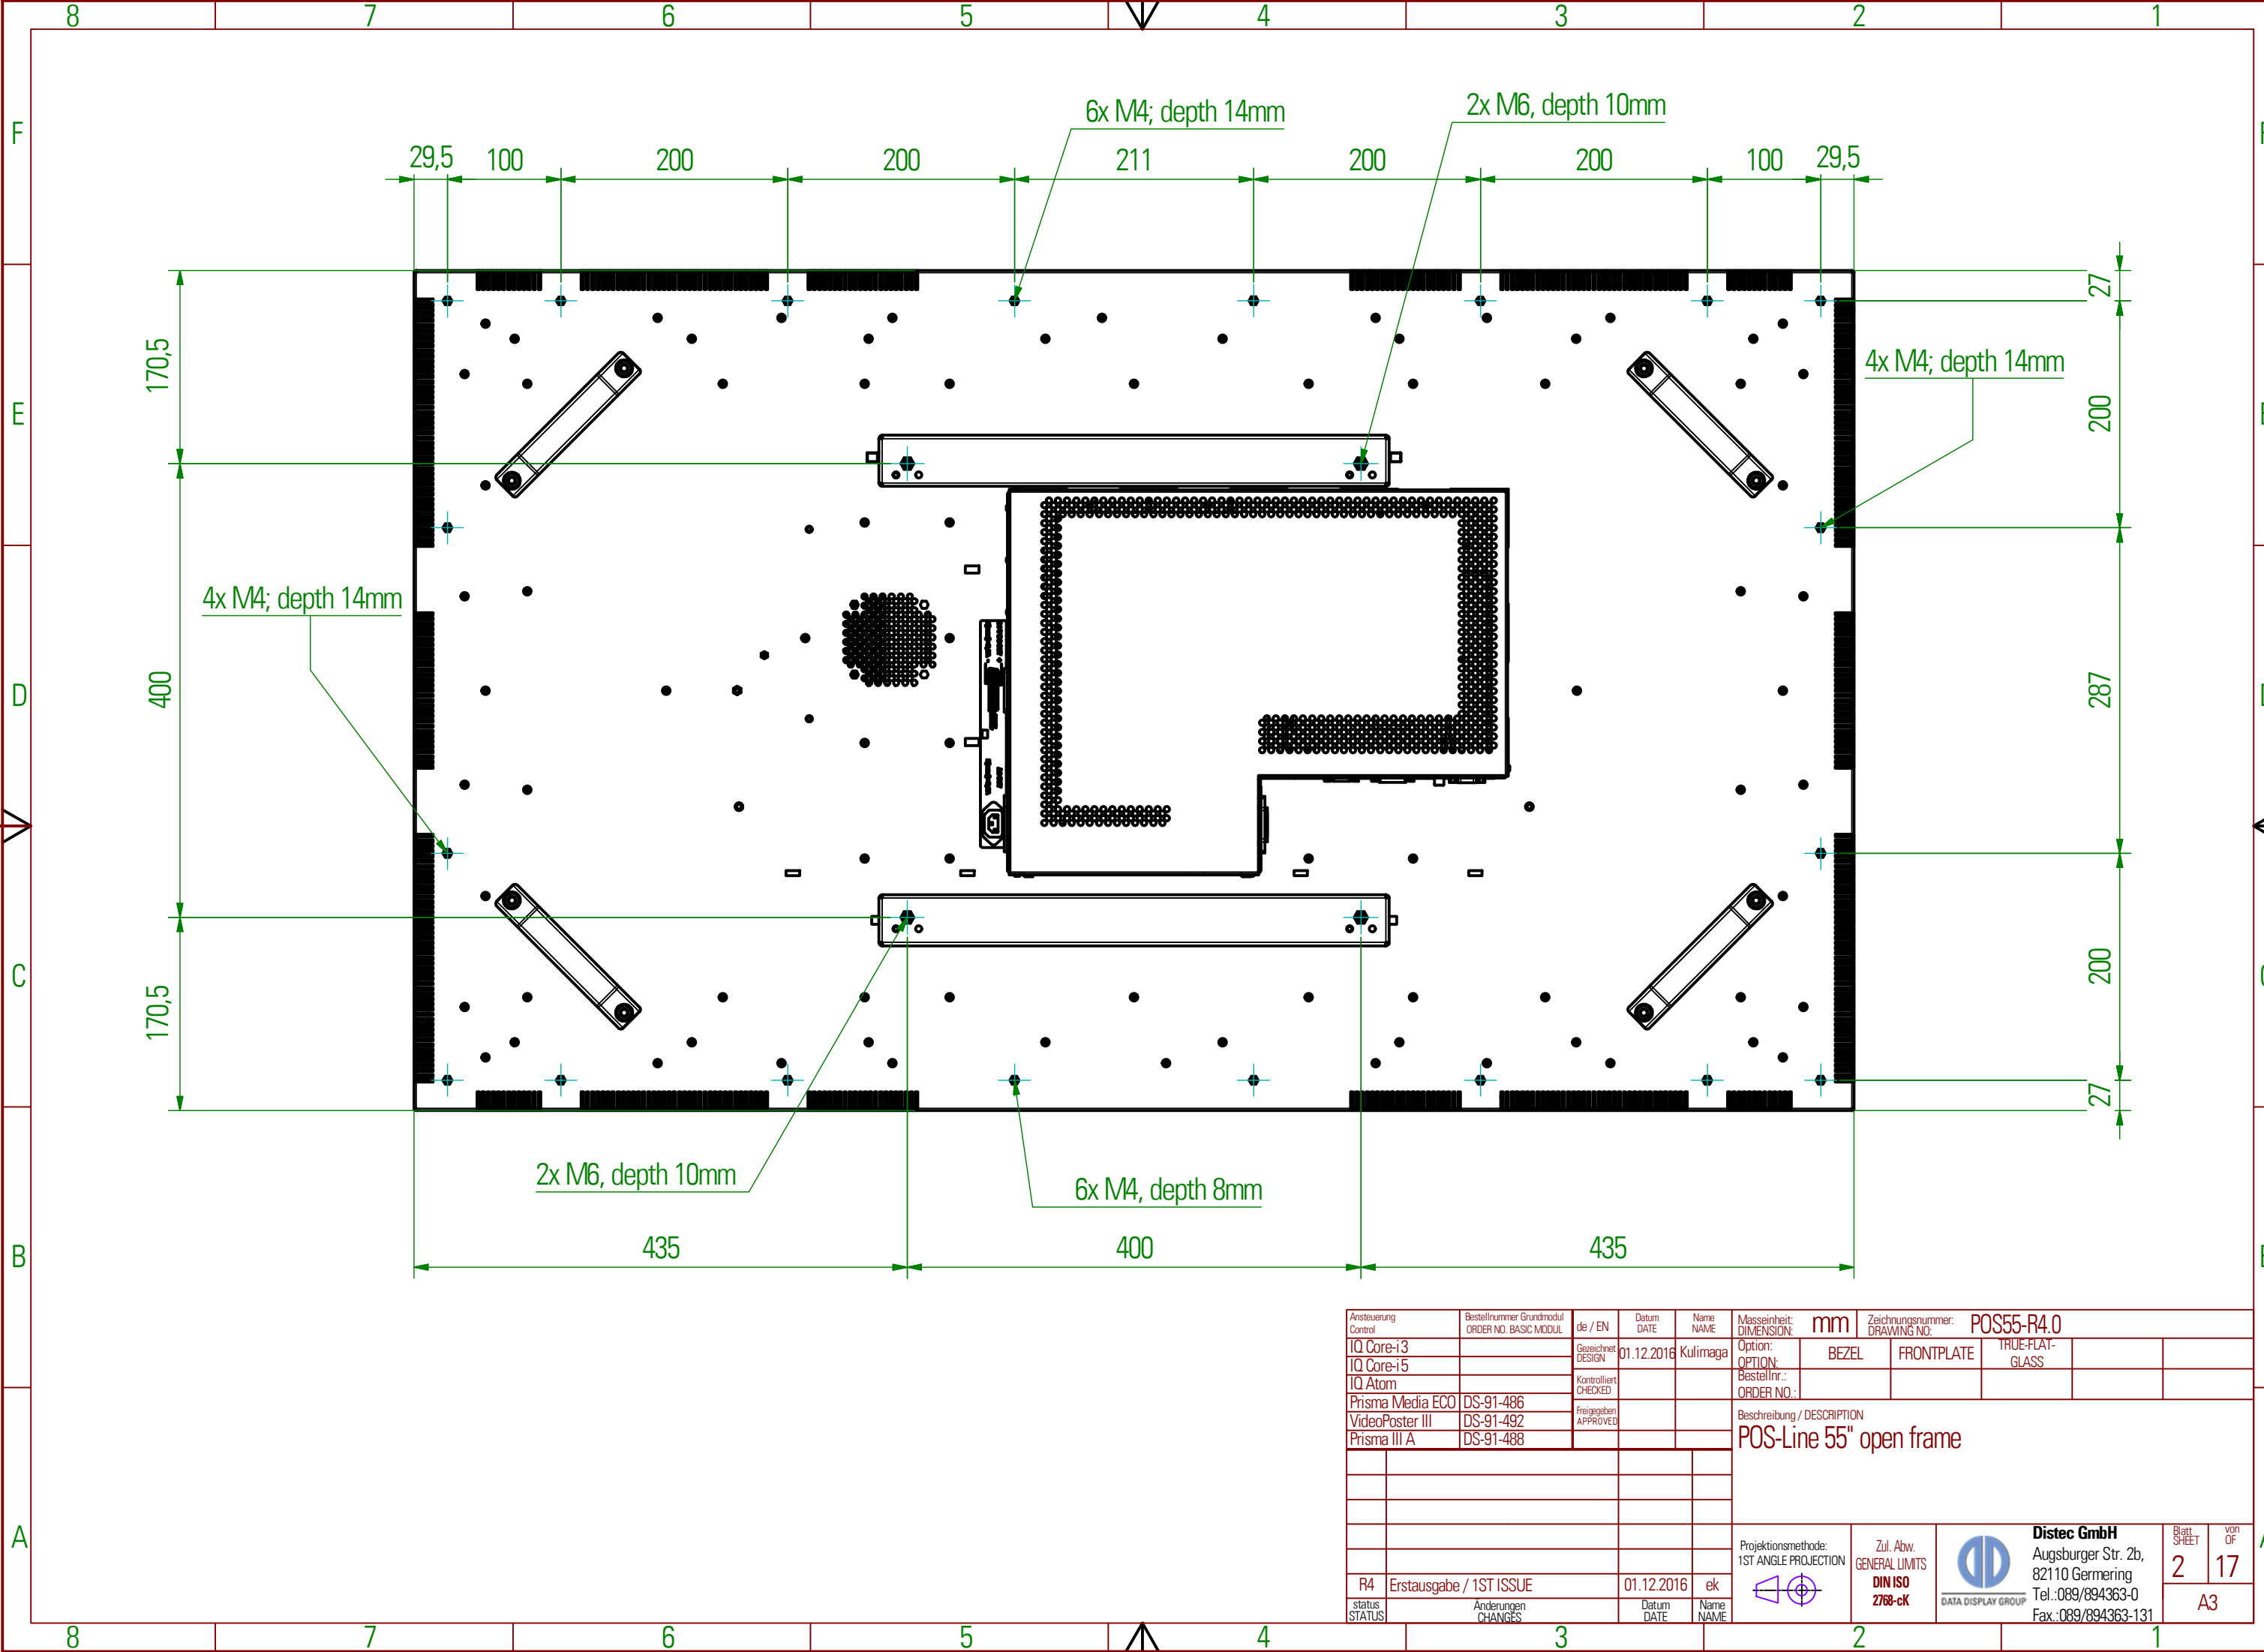 8 7 6 5 4 3 2 1
F
6x M4; depth 14mm
2x M6, depth 10mm
29,5 100 200 200 211 200 200 100 29,5
27
170,5
4x M4; depth 14mm
E
200
4x M4; depth 14mm
D
400
287
C
200
170,5
27
2x M6, depth 10mm
6x M4, depth 8mm
B
435 400 435
Ansteuerung
Control
Bestellnummer Grundmodul
ORDER NO. BASIC MODUL
IQ Core-i3
IQ Core-i5
IQ Atom
Prisma Media ECO DS-91-486
VideoPoster III DS-91-492
Prisma III A DS-91-488
de / EN
Datum
DATE
Name
NAME
Gezeichnet
DESIGN
01.12.2016 Kulimaga
Kontrolliert
CHECKED
Freigegeben
APPROVED
Masseinheit:
DIMENSION:
mm
Zeichnungsnummer:
DRAWING NO:
POS55-R4.0
Option:
OPTION:
BEZEL
FRONTPLATE
TRUE-FLAT-
GLASS
Bestellnr.:
ORDER NO.:
Beschreibung / DESCRIPTION
POS-Line 55" open frame
A
R4 Erstausgabe / 1ST ISSUE 01.12.2016 ek
status
STATUS
Änderungen
CHANGES
Datum
DATE
Name
NAME
Projektionsmethode:
1ST ANGLE PROJECTION
Zul. Abw.
GENERAL LIMITS
DIN ISO
2768-cK
DATA DISPLAY GROUP
Distec GmbH
Augsburger Str. 2b,
82110 Germering
Tel.:089/894363-0
Fax.:089/894363-131
Blatt
SHEET
2
von
OF
17
A3
8 7 6 5 4 3 2 1